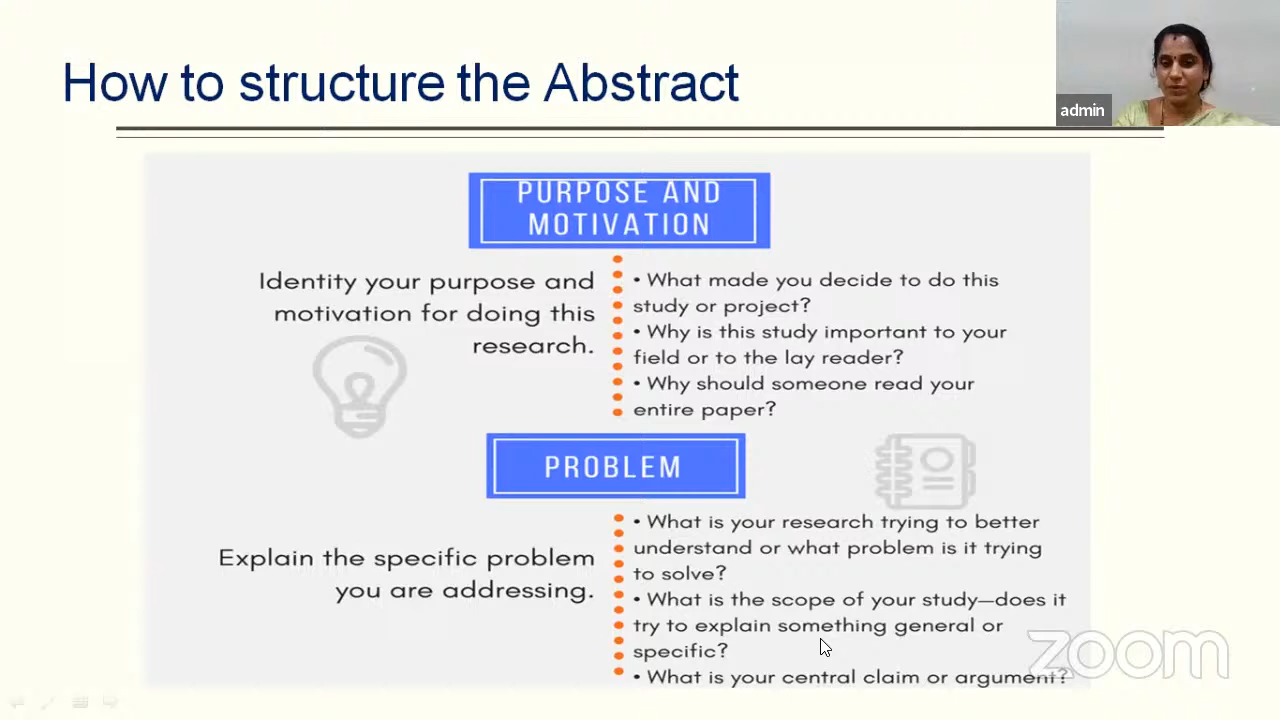 How to structure the Abstract
admin
PURPOSE AND
MOTIVATION
Identity your purpose and
motivation for doing this
research.
• What made you decide to do this
study or project?
• Why is this study important to your
field or to the lay reader?
• Why should someone read your
entire paper?
PROBLEM
Explain the specific problem
you are addressing.
• What is your research trying to better
understand or what problem is it trying
to solve?
• What is the scope of your study—does it
try to explain something general or
specific?
• What is your central claim or argument?
zoom